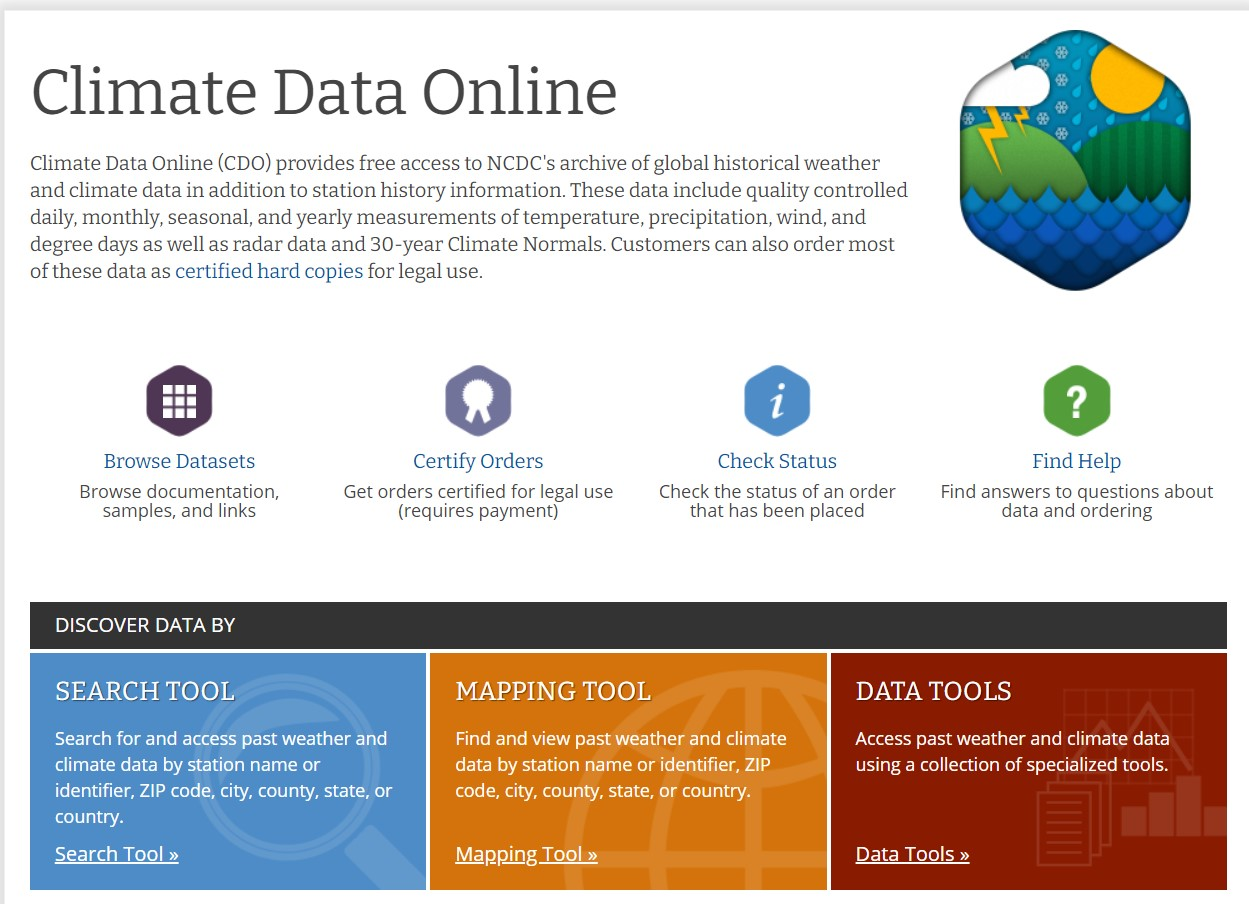 Climate Data Online
Climate Data Online (CDO) provides free access to NCDC's archive of global historical weather
and climate data in addition to station history information. These data include quality controlled
daily, monthly, seasonal, and yearly measurements of temperature, precipitation, wind, and
degree days as well as radar data and 30-year Climate Normals. Customers can also order most
of these data as certified hard copies for legal use.
Browse Datasets
Browse documentation,
samples, and links
Certify Orders
Get orders certified for legal use
(requires payment)
Check Status
Check the status of an order
that has been placed
Find Help
Find answers to questions about
data and ordering
DISCOVER DATA BY
SEARCH TOOL
Search for and access past weather and
climate data by station name or
identifier, ZIP code, city, county, state, or
country.
Search Tool »
MAPPING TOOL
Find and view past weather and climate
data by station name or identifier, ZIP
code, city, county, state, or country.
Mapping Tool »
DATA TOOLS
Access past weather and climate data
using a collection of specialized tools.
Data Tools »